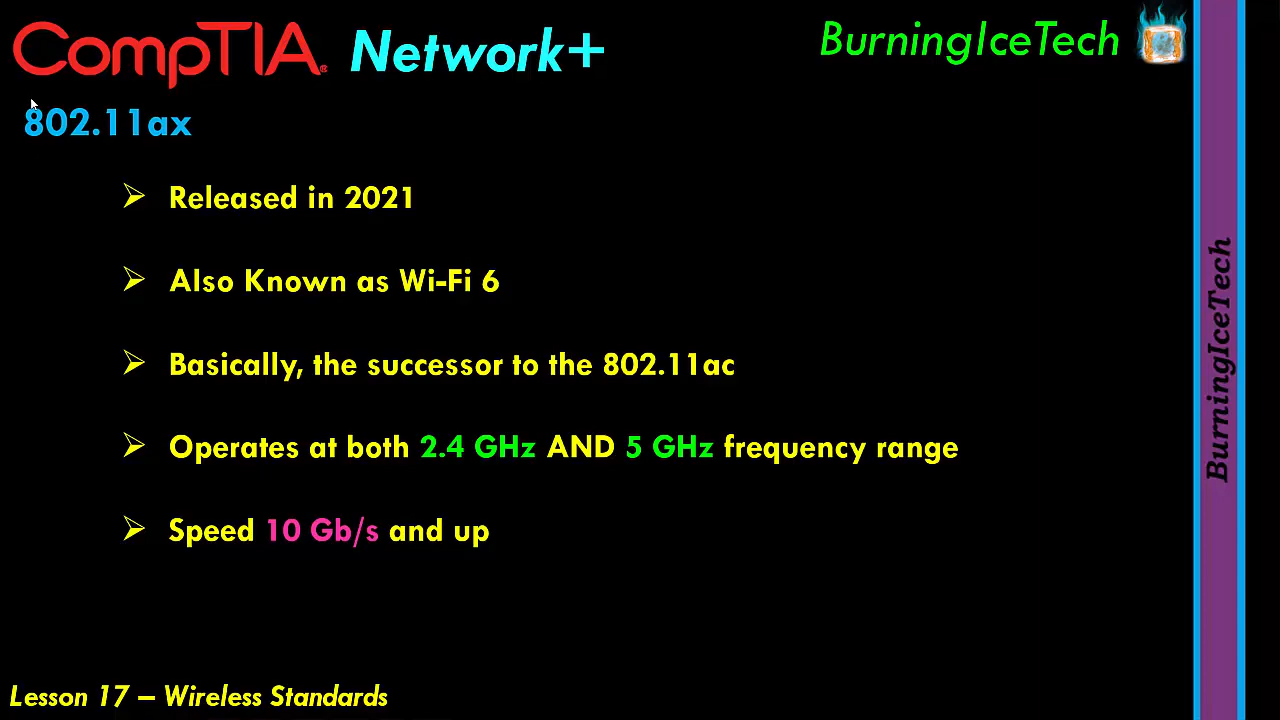 CompTIA® Network+
BurningIceTech
802.11ax
➢ Released in 2021
➢ Also Known as Wi-Fi 6
➢ Basically, the successor to the 802.11ac
➢ Operates at both 2.4 GHz AND 5 GHz frequency range
➢ Speed 10 Gb/s and up
BurningIceTech
Lesson 17 – Wireless Standards